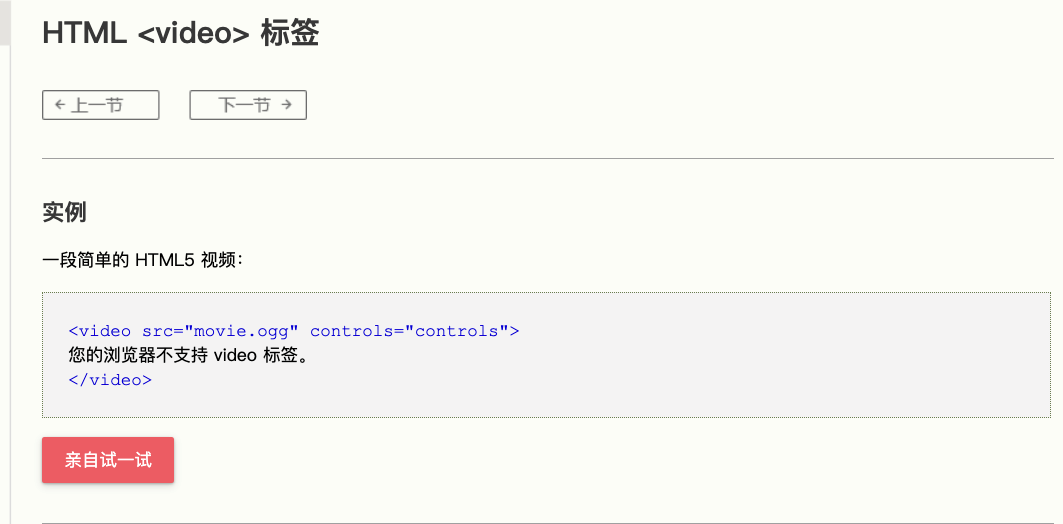 HTML <video> 标签
← 上一节
下一节 →
实例
一段简单的 HTML5 视频：
<video src="movie.ogg" controls="controls">
您的浏览器不支持 video 标签。
</video>
亲自试一试